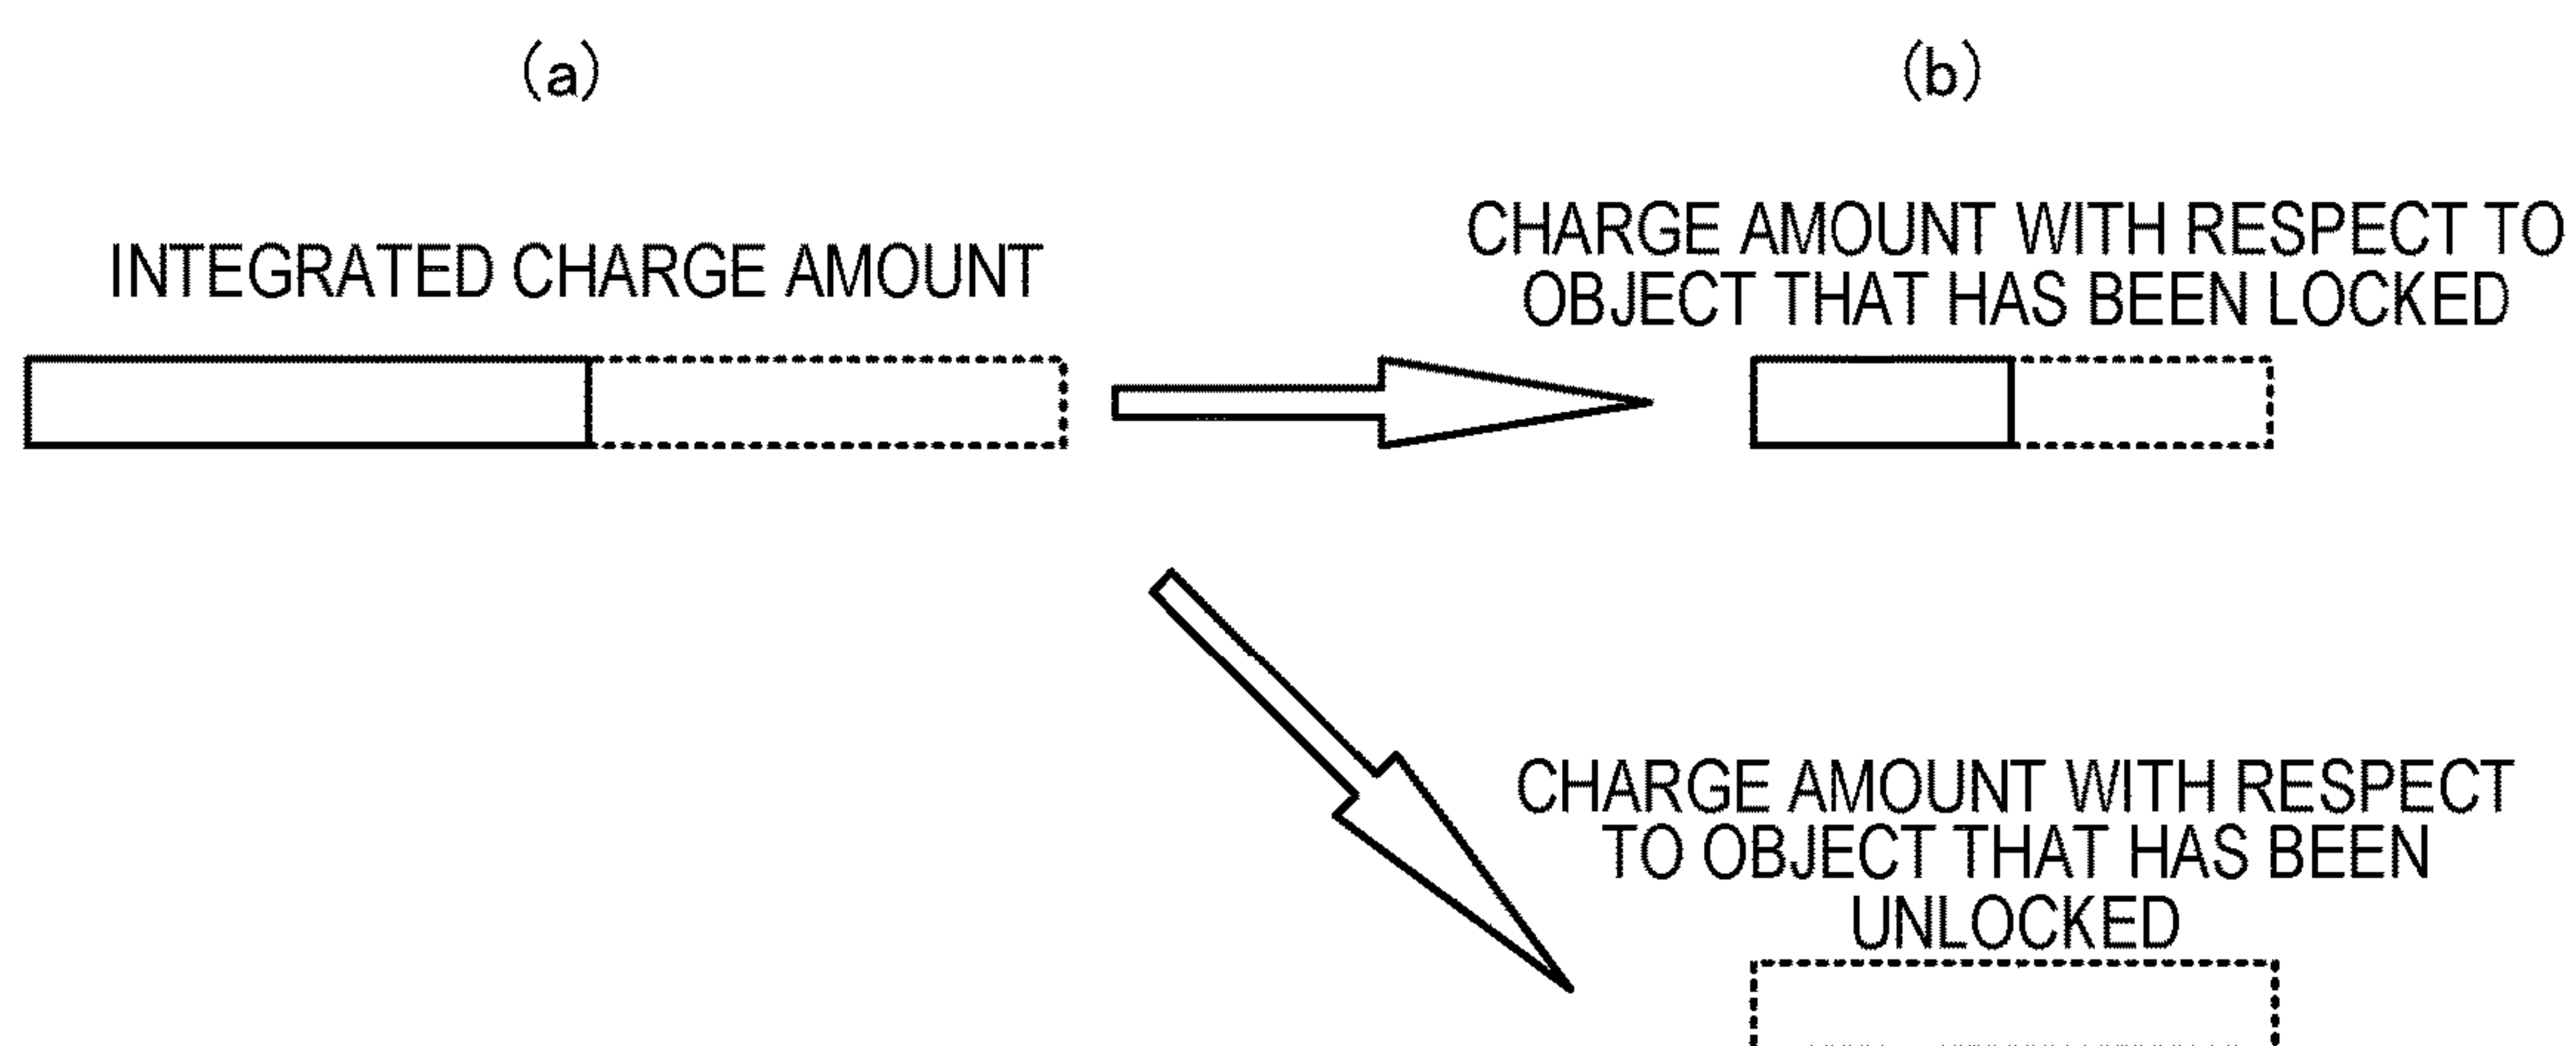 (a)
(b)
INTEGRATED CHARGE AMOUNT
CHARGE AMOUNT WITH RESPECT TO
OBJECT THAT HAS BEEN LOCKED
CHARGE AMOUNT WITH RESPECT
TO OBJECT THAT HAS BEEN
UNLOCKED